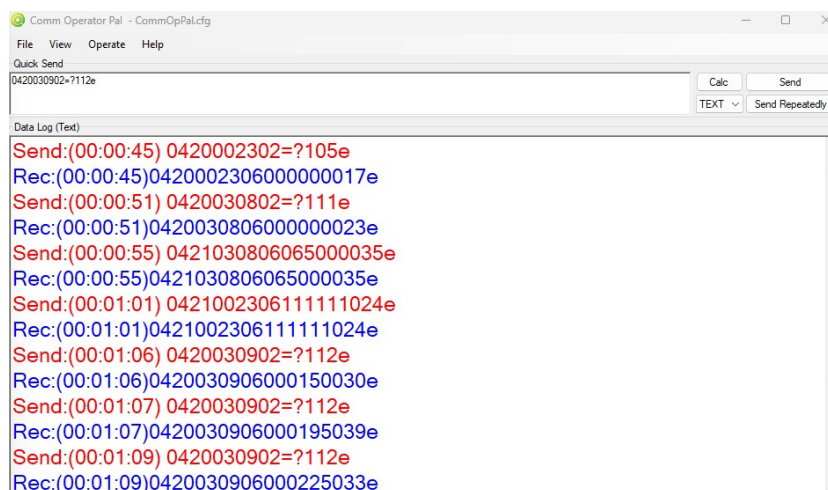 Comm Operator Pal - CommOpPal.cfg
File View Operate Help
Quick Send
0420030902=?112e
Calc Send
TEXT Send Repeatedly
Data Log (Text)
Send:(00:00:45) 0420002302=?105e
Rec:(00:00:45)0420002306000000017e
Send:(00:00:51) 0420030802=?111e
Rec:(00:00:51)0420030806000000023e
Send:(00:00:55) 0421030806065000035e
Rec:(00:00:55)0421030806065000035e
Send:(00:01:01) 0421002306111111024e
Rec:(00:01:01)0421002306111111024e
Send:(00:01:06) 0420030902=?112e
Rec:(00:01:06)0420030906000150030e
Send:(00:01:07) 0420030902=?112e
Rec:(00:01:07)0420030906000195039e
Send:(00:01:09) 0420030902=?112e
Rec:(00:01:09)0420030906000225033e